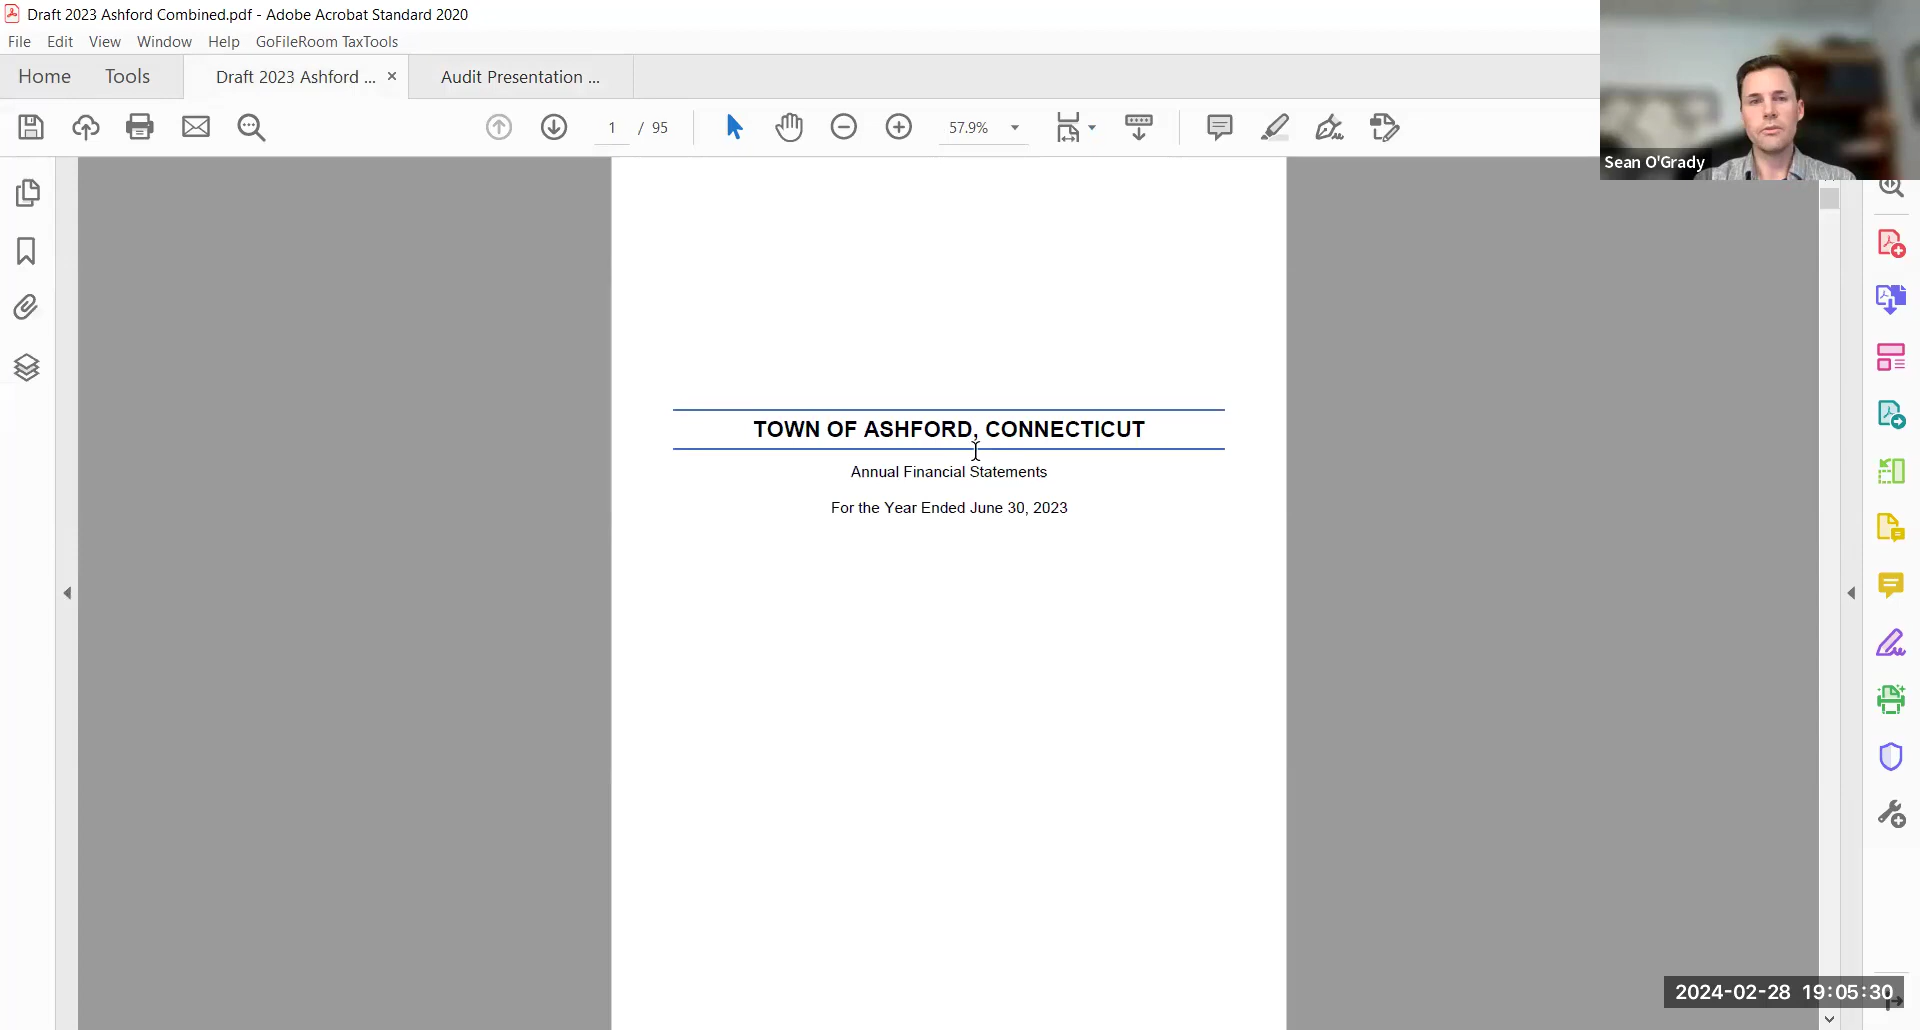 Draft 2023 Ashford Combined.pdf - Adobe Acrobat Standard 2020
File Edit View Window Help GoFileRoom TaxTools
Home Tools Draft 2023 Ashford ... × Audit Presentation ...
1 / 95 57.9%
Sean O'Grady
TOWN OF ASHFORD, CONNECTICUT
Annual Financial Statements
For the Year Ended June 30, 2023
2024-02-28 19:05:30